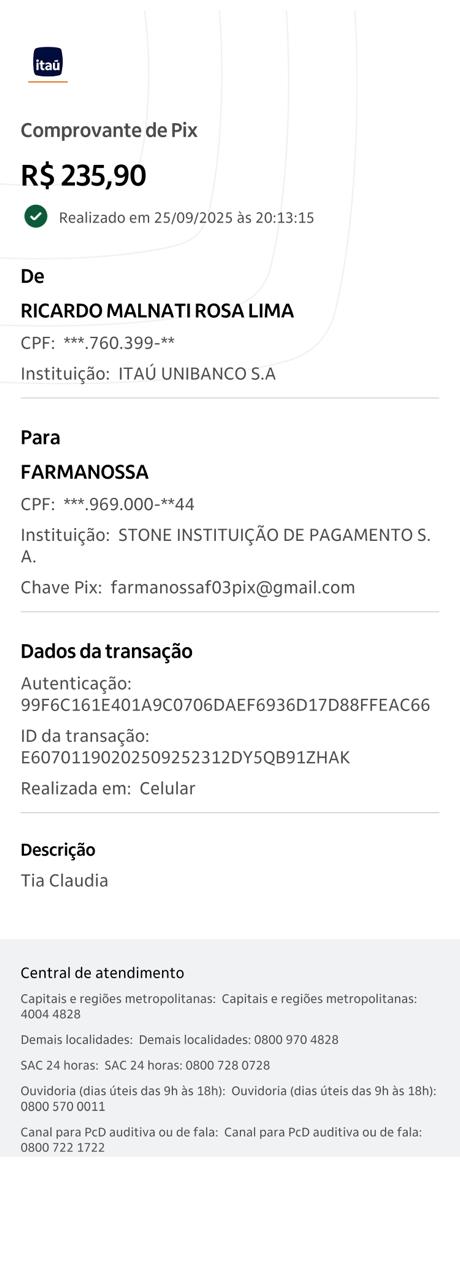 itaú
Comprovante de Pix
R$ 235,90
Realizado em 25/09/2025 às 20:13:15
De
RICARDO MALNATI ROSA LIMA
CPF: ***.760.399-**
Instituição: ITAÚ UNIBANCO S.A
Para
FARMANOSSA
CPF: ***.969.000-**44
Instituição: STONE INSTITUIÇÃO DE PAGAMENTO S.
A.
Chave Pix: farmanossaf03pix@gmail.com
Dados da transação
Autenticação:
99F6C161E401A9C0706DAEF6936D17D88FFEAC66
ID da transação:
E60701190202509252312DY5QB91ZHAK
Realizada em: Celular
Descrição
Tia Claudia
Central de atendimento
Capitais e regiões metropolitanas: Capitais e regiões metropolitanas:
4004 4828
Demais localidades: Demais localidades: 0800 970 4828
SAC 24 horas: SAC 24 horas: 0800 728 0728
Ouvidoria (dias úteis das 9h às 18h): Ouvidoria (dias úteis das 9h às 18h):
0800 570 0011
Canal para PcD auditiva ou de fala: Canal para PcD auditiva ou de fala:
0800 722 1722